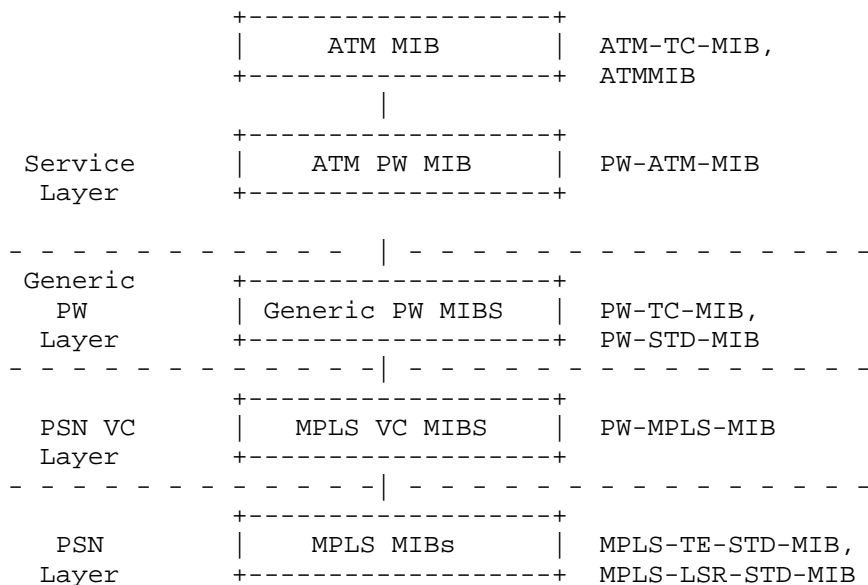 +-------------------+
                 |     ATM MIB       |  ATM-TC-MIB,
                 +-------------------+  ATMMIB
                          |
                 +-------------------+
   Service       |    ATM PW MIB     |  PW-ATM-MIB
    Layer        +-------------------+

- - - - - - - - - - -  | - - - - - - - - - - - - - - -
   Generic       +-------------------+
     PW          | Generic PW MIBS   |  PW-TC-MIB,
    Layer        +-------------------+  PW-STD-MIB
- - - - - - - - - - - -| - - - - - - - - - - - - - - -
                 +-------------------+
    PSN VC       |   MPLS VC MIBS    |  PW-MPLS-MIB
    Layer        +-------------------+
- - - - - - - - - - - -| - - - - - - - - - - - - - - -
                 +-------------------+
     PSN         |    MPLS MIBs      |  MPLS-TE-STD-MIB,
    Layer        +-------------------+  MPLS-LSR-STD-MIB